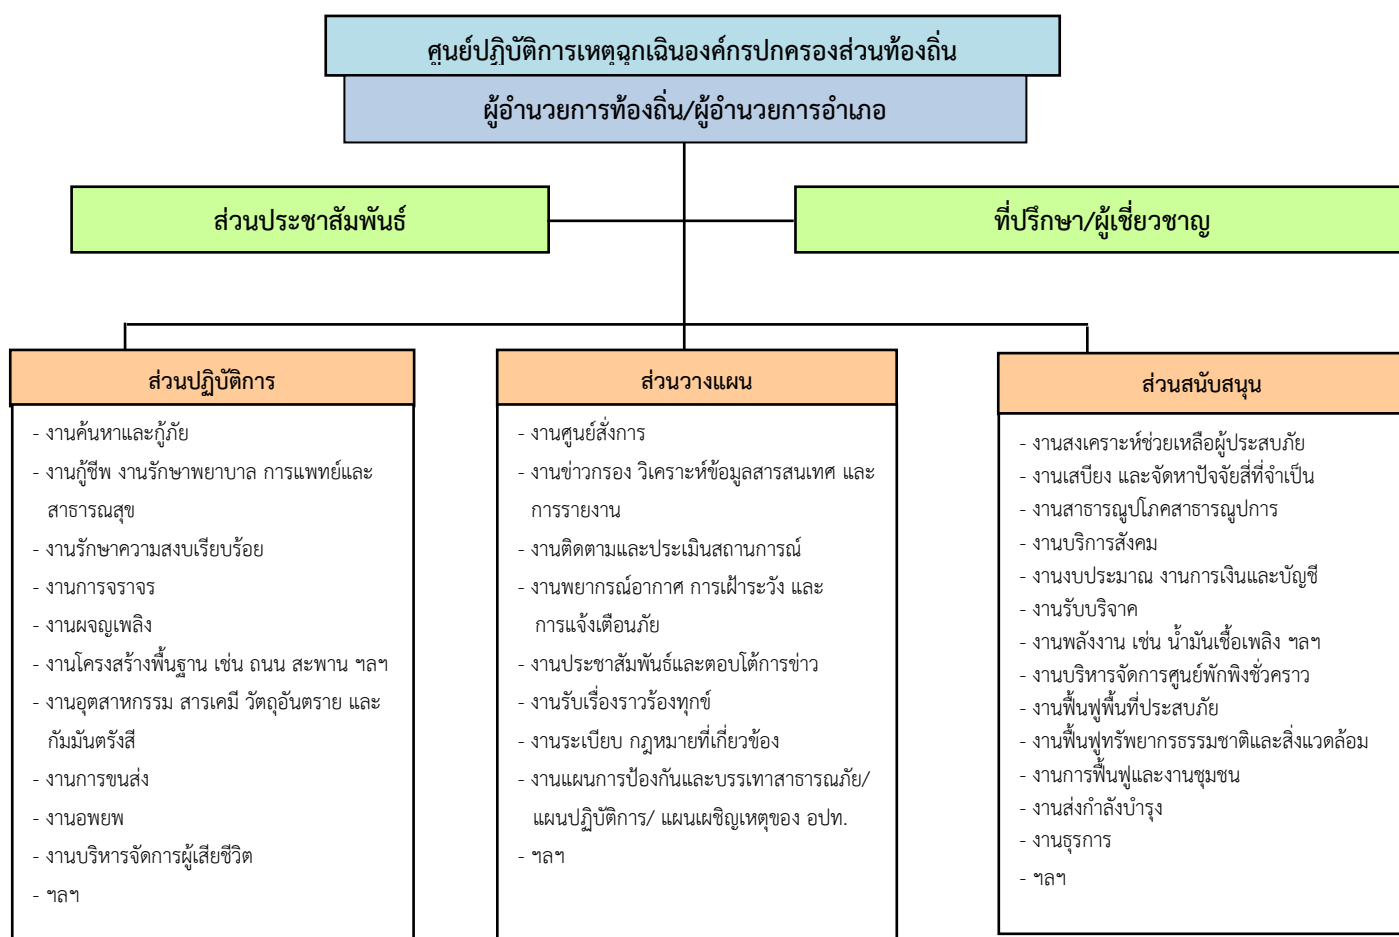 ศูนย์ปฏิบัติการเหตุฉุกเฉินองค์กรปกครองส่วนท้องถิ่น
ผู้อำนวยการท้องถิ่น/ผู้อำนวยการอำเภอ
ส่วนประชาสัมพันธ์
ที่ปรึกษา/ผู้เชี่ยวชาญ
ส่วนปฏิบัติการ
- งานค้นหาและกู้ภัย
- งานกู้ชีพ งานรักษาพยาบาล การแพทย์และ
สาธารณสุข
- งานรักษาความสงบเรียบร้อย
- งานการจราจร
- งานผจญเพลิง
- งานโครงสร้างพื้นฐาน เช่น ถนน สะพาน ฯลฯ
- งานอุตสาหกรรม สารเคมี วัตถุอันตราย และ
กัมมันตรังสี
- งานการขนส่ง
- งานอพยพ
- งานบริหารจัดการผู้เสียชีวิต
- ฯลฯ
ส่วนวางแผน
- งานศูนย์สั่งการ
- งานข่าวกรอง วิเคราะห์ข้อมูลสารสนเทศ และ
การรายงาน
- งานติดตามและประเมินสถานการณ์
- งานพยากรณ์อากาศ การเฝ้าระวัง และ
การแจ้งเตือนภัย
- งานประชาสัมพันธ์และตอบโต้การข่าว
- งานรับเรื่องราวร้องทุกข์
- งานระเบียบ กฎหมายที่เกี่ยวข้อง
- งานแผนการป้องกันและบรรเทาสาธารณภัย/
แผนปฏิบัติการ/ แผนเผชิญเหตุของ อปท.
- ฯลฯ
ส่วนสนับสนุน
- งานสงเคราะห์ช่วยเหลือผู้ประสบภัย
- งานเสบียง และจัดหาปัจจัยสี่ที่จำเป็น
- งานสาธารณูปโภคสาธารณูปการ
- งานบริการสังคม
- งานงบประมาณ งานการเงินและบัญชี
- งานรับบริจาค
- งานพลังงาน เช่น น้ำมันเชื้อเพลิง ฯลฯ
- งานบริหารจัดการศูนย์พักพิงชั่วคราว
- งานฟื้นฟูพื้นที่ประสบภัย
- งานฟื้นฟูทรัพยากรธรรมชาติและสิ่งแวดล้อม
- งานการฟื้นฟูและงานชุมชน
- งานส่งกำลังบำรุง
- งานธุรการ
- ฯลฯ